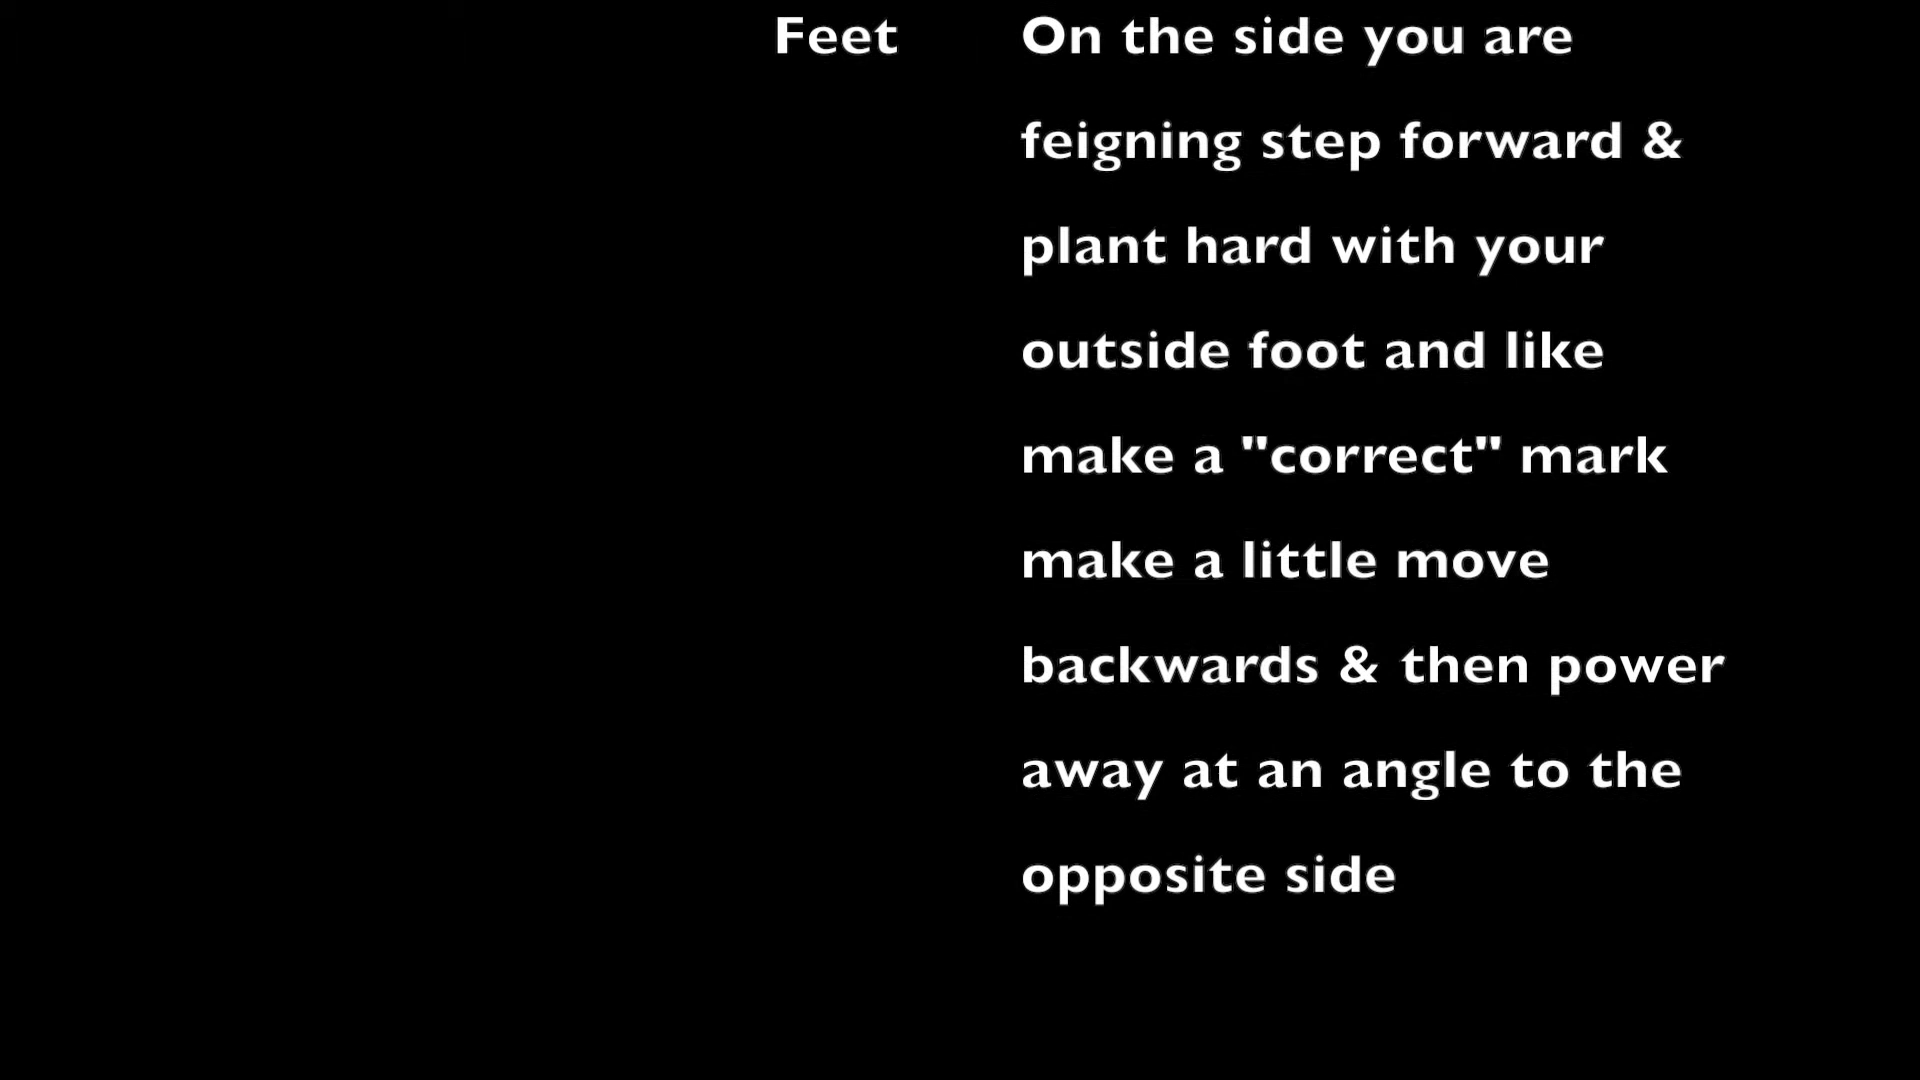 Feet On the side you are
feigning step forward &
plant hard with your
outside foot and like
make a "correct" mark
make a little move
backwards & then power
away at an angle to the
opposite side